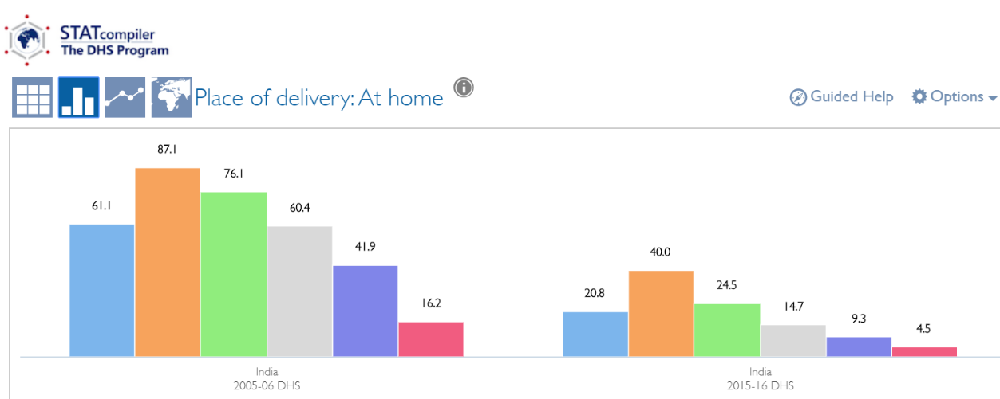 STATcompiler
The DHS Program
Place of delivery: At home
Guided Help
Options
61.1
87.1
76.1
60.4
41.9
16.2
20.8
40.0
24.5
14.7
9.3
4.5
India
2005-06 DHS
India
2015-16 DHS